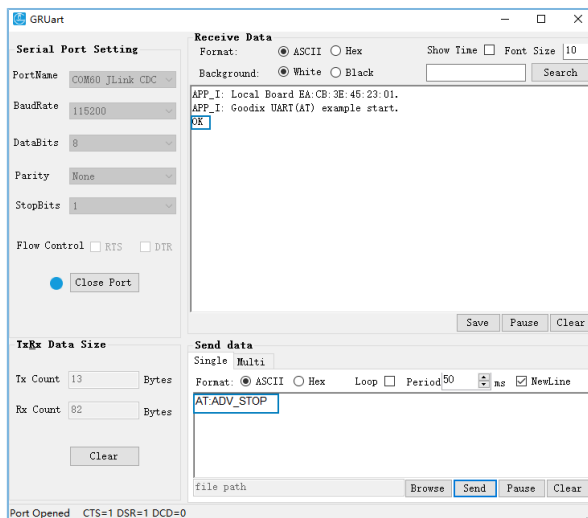 GRUart
Serial Port Setting
PortName COM60 JLink CDC
BaudRate 115200
DataBits 8
Parity None
StopBits 1
Flow Control RTS DTR
Close Port
Receive Data
Format: ASCII Hex Show Time Font Size 10
Background: White Black Search
APP_I: Local Board EA:CB:3E:45:23:01.
APP_I: Goodix UART(AT) example start.
OK
Save Pause Clear
TxRx Data Size
Tx Count 13 Bytes
Rx Count 82 Bytes
Clear
Send data
Single Multi
Format: ASCII Hex Loop Period 50 ms NewLine
AT:ADV_STOP
file path Browse Send Pause Clear
Port Opened CTS=1 DSR=1 DCD=0